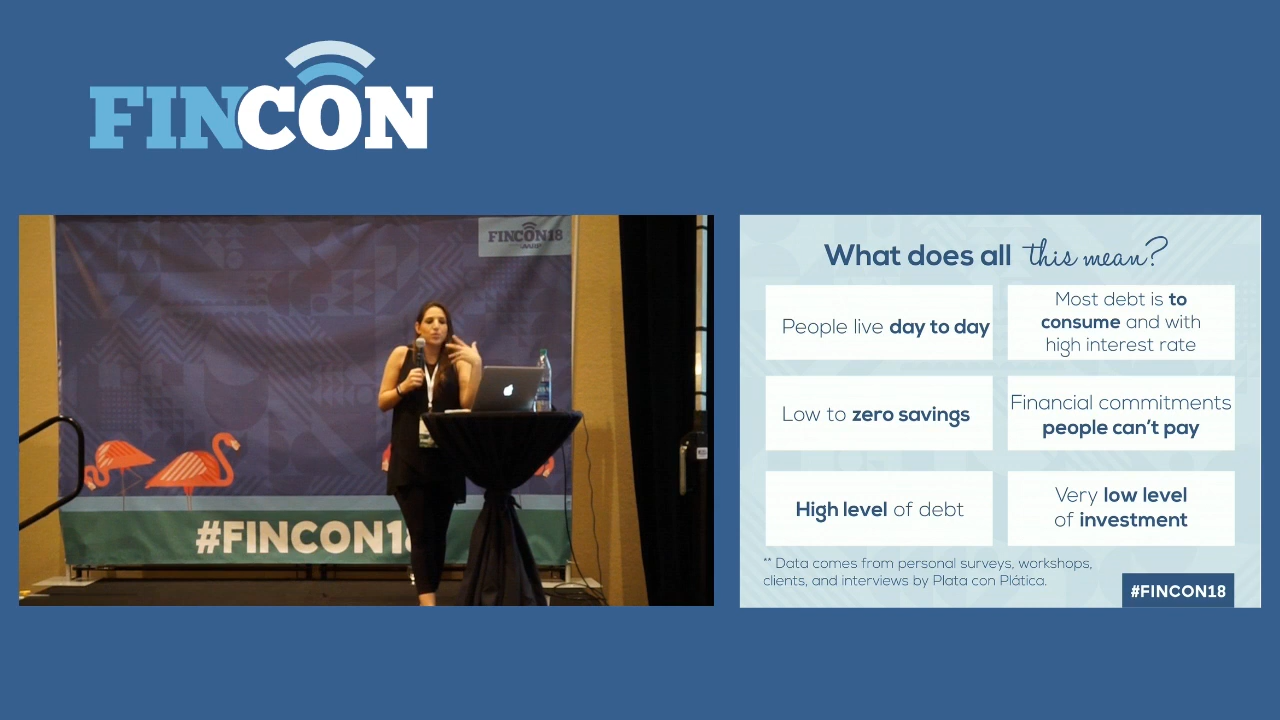 FINCON
FINCON18
#FINCON18
What does all this mean?
People live day to day
Most debt is to
consume and with
high interest rate
Low to zero savings
Financial commitments
people can't pay
High level of debt
Very low level
of investment
** Data comes from personal surveys, workshops,
clients, and interviews by Plata con Plática.
#FINCON18